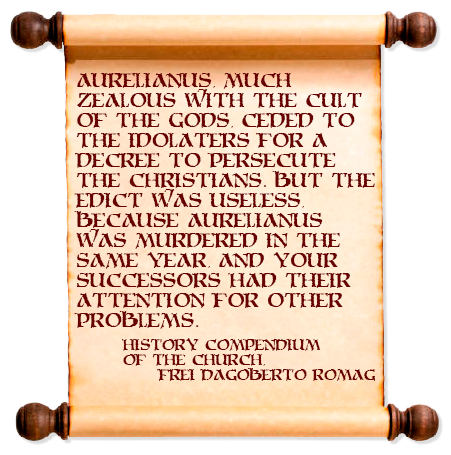 AURELIANUS, MUCH
ZEALOUS WITH THE CULT
OF THE GODS, CEDED TO
THE IDOLATERS FOR A
DECREE TO PERSECUTE
THE CHRISTIANS. BUT THE
EDICT WAS USELESS,
BECAUSE AURELIANUS
WAS MURDERED IN THE
SAME YEAR, AND YOUR
SUCCESSORS HAD THEIR
ATTENTION FOR OTHER
PROBLEMS.
HISTORY COMPENDIUM
OF THE CHURCH,
FREI DAGOBERTO ROMAG